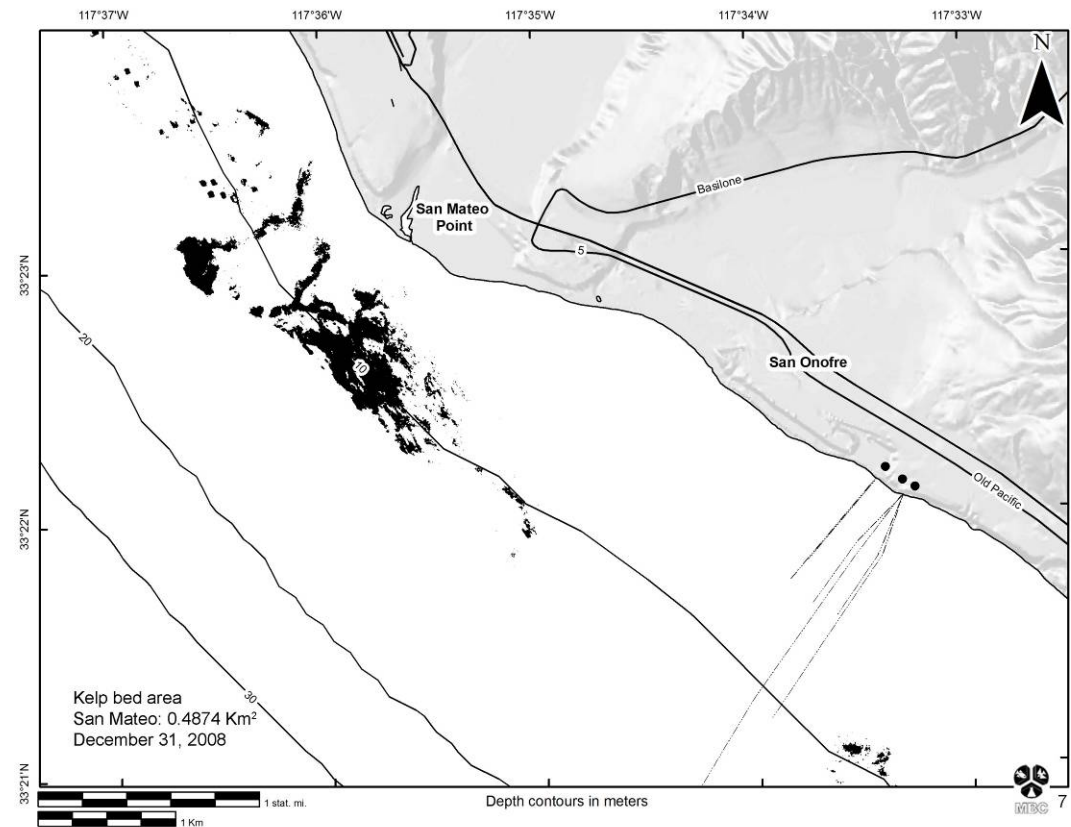 117°37'W 117°36'W 117°35'W 117°34'W 117°33'W
N
Basilone
San Mateo
Point
5
33°23'N
20
San Onofre
10
Old Pacific
33°22'N
30
Kelp bed area
San Mateo: 0.4874 Km²
December 31, 2008
33°21'N
1 stat. mi.
Depth contours in meters
MBC
7
1 Km